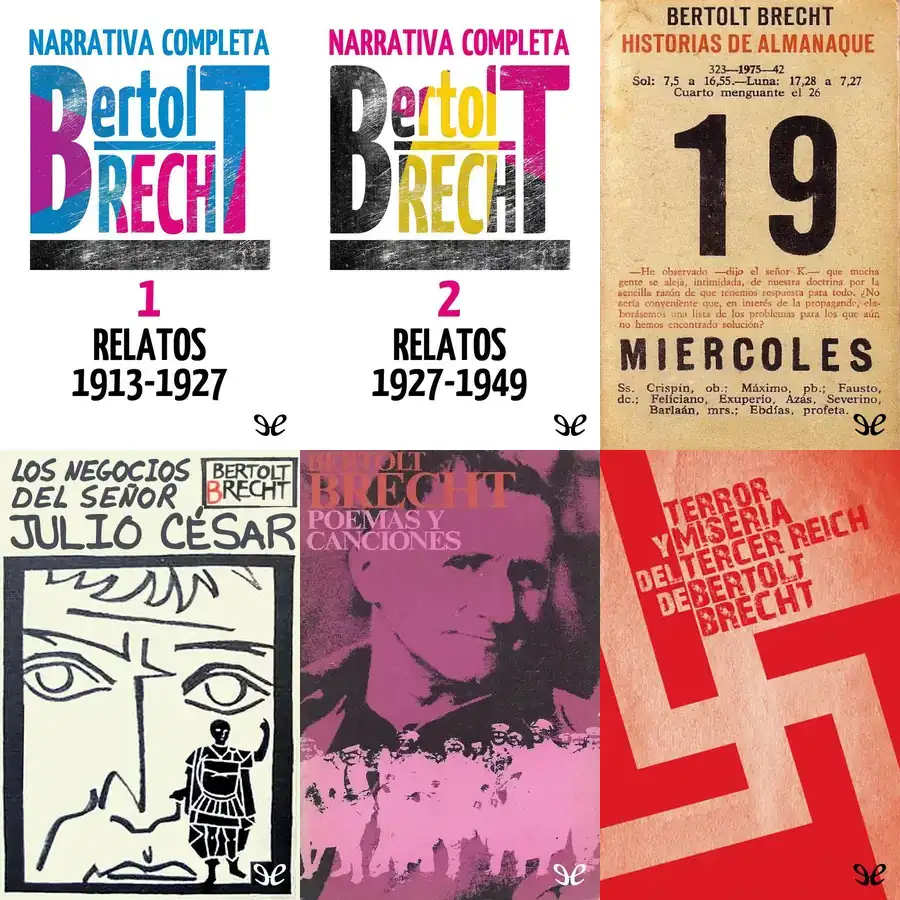 NARRATIVA COMPLETA
BertolT
BRECHT
1
RELATOS
1913-1927
NARRATIVA COMPLETA
BertolT
BRECHT
2
RELATOS
1927-1949
BERTOLT BRECHT
HISTORIAS DE ALMANAQUE
323—1975—42
Sol: 7,5 a 16,55.—Luna: 17,28 a 7,27
Cuarto menguante el 26
19
—He observado —dijo el señor K.— que mucha
gente se aleja, intimidada, de nuestra doctrina por la
sencilla razón de que tenemos respuesta para todo. ¿No
sería conveniente que, en interés de la propaganda, ela-
borásemos una lista de los problemas para los que aún
no hemos encontrado solución?
MIERCOLES
Ss. Crispín, ob.; Máximo, pb.; Fausto,
dc.; Feliciano, Exuperio, Azás, Severino,
Barlaán, mrs.; Ebdías, profeta.
LOS NEGOCIOS
DEL SEÑOR
JULIO CÉSAR
BERTOLT
BRECHT
BERTOLT
BRECHT
POEMAS Y
CANCIONES
TERROR
Y MISERIA
DEL TERCER REICH
DE BERTOLT
BRECHT